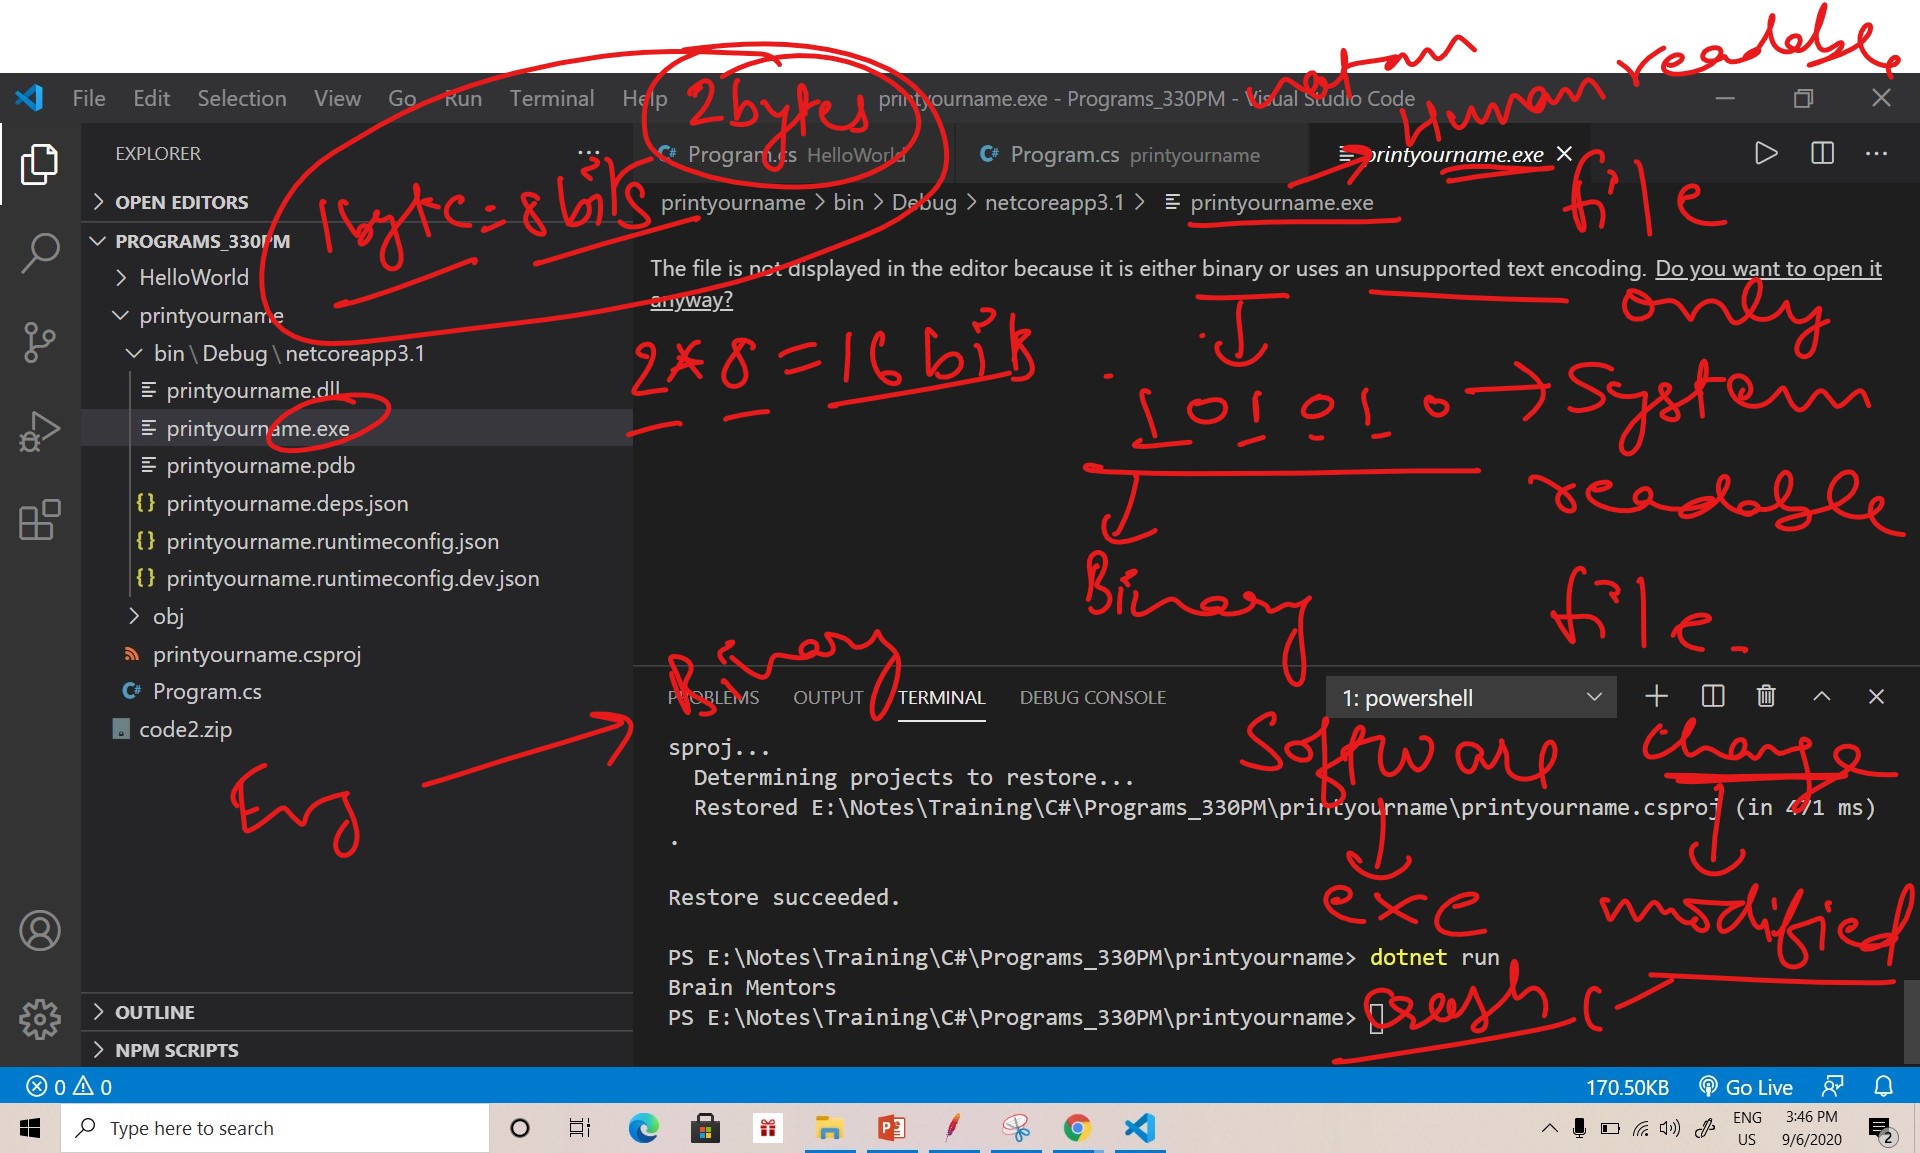 not an
Human readable
file
File Edit Selection View Go Run Terminal Help printyourname.exe - Programs_330PM - Visual Studio Code
2bytes
EXPLORER
Program.cs HelloWorld Program.cs printyourname printyourname.exe
OPEN EDITORS
printyourname > bin > Debug > netcoreapp3.1 > printyourname.exe
1byte = 8 bits
PROGRAMS_330PM
HelloWorld
printyourname
bin \ Debug \ netcoreapp3.1
printyourname.dll
printyourname.exe
printyourname.pdb
printyourname.deps.json
printyourname.runtimeconfig.json
printyourname.runtimeconfig.dev.json
obj
printyourname.csproj
Program.cs
code2.zip
The file is not displayed in the editor because it is either binary or uses an unsupported text encoding. Do you want to open it
anyway?
2 * 8 = 16 bits
101010
only
System
readable
file.
Binary
Eng
Binary
PROBLEMS OUTPUT TERMINAL DEBUG CONSOLE 1: powershell
Software
change
sproj...
Determining projects to restore...
Restored E:\Notes\Training\C#\Programs_330PM\printyourname\printyourname.csproj (in 471 ms)
.
exe
modified
Restore succeeded.
PS E:\Notes\Training\C#\Programs_330PM\printyourname> dotnet run
Brain Mentors
PS E:\Notes\Training\C#\Programs_330PM\printyourname>
crash
OUTLINE
NPM SCRIPTS
0 0 170.50KB Go Live
Type here to search
ENG
US
3:46 PM
9/6/2020
2